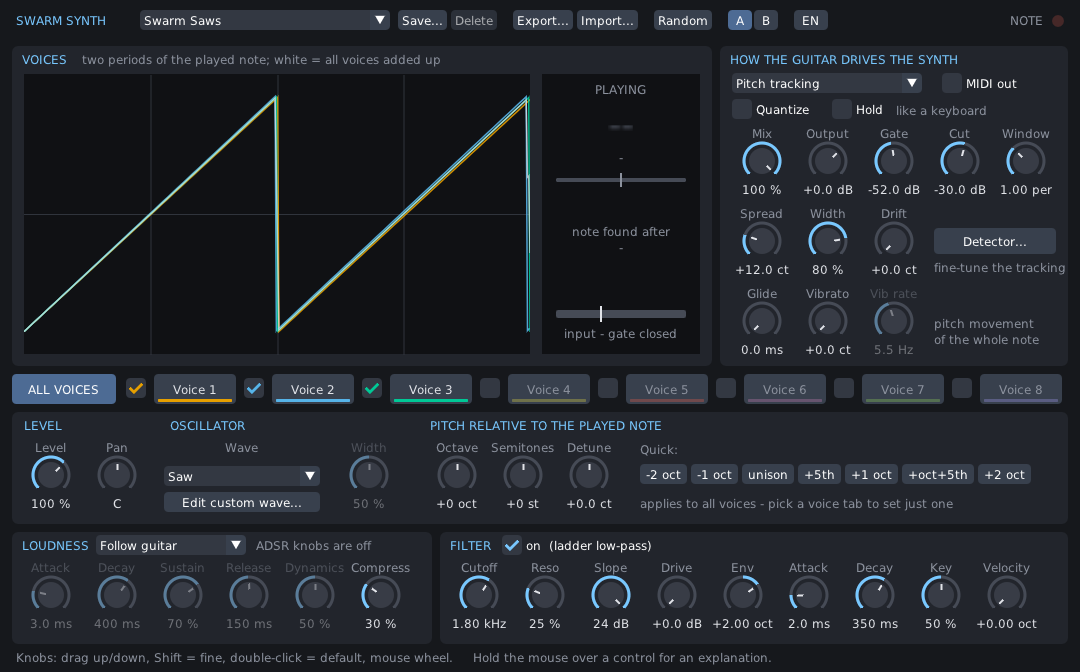 SWARM SYNTH
Swarm Saws
Save...
Delete
Export...
Import...
Random
A
B
EN
NOTE
VOICES two periods of the played note; white = all voices added up
PLAYING
--
-
note found after
-
input - gate closed
HOW THE GUITAR DRIVES THE SYNTH
Pitch tracking
MIDI out
Quantize
Hold
like a keyboard
Mix Output Gate Cut Window
100 % +0.0 dB -52.0 dB -30.0 dB 1.00 per
Spread Width Drift
Detector...
+12.0 ct 80 % +0.0 ct
fine-tune the tracking
Glide Vibrato Vib rate
pitch movement
of the whole note
0.0 ms +0.0 ct 5.5 Hz
ALL VOICES
Voice 1
Voice 2
Voice 3
Voice 4
Voice 5
Voice 6
Voice 7
Voice 8
LEVEL
Level Pan
100 % C
OSCILLATOR
Wave
Saw
Edit custom wave...
Width
50 %
PITCH RELATIVE TO THE PLAYED NOTE
Octave Semitones Detune
+0 oct +0 st +0.0 ct
Quick:
-2 oct -1 oct unison +5th +1 oct +oct+5th +2 oct
applies to all voices - pick a voice tab to set just one
LOUDNESS
Follow guitar
ADSR knobs are off
Attack Decay Sustain Release Dynamics Compress
3.0 ms 400 ms 70 % 150 ms 50 % 30 %
FILTER
on (ladder low-pass)
Cutoff Reso Slope Drive Env Attack Decay Key Velocity
1.80 kHz 25 % 24 dB +0.0 dB +2.00 oct 2.0 ms 350 ms 50 % +0.00 oct
Knobs: drag up/down, Shift = fine, double-click = default, mouse wheel. Hold the mouse over a control for an explanation.